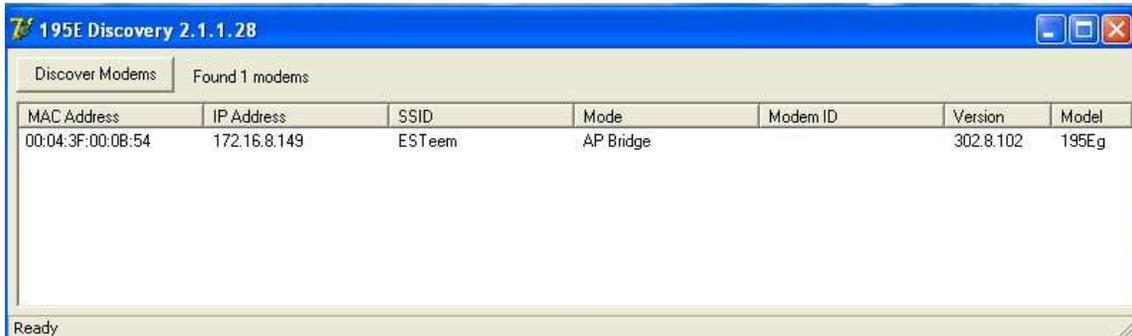 195E Discovery 2.1.1.28
Discover Modems Found 1 modems
MAC Address IP Address SSID Mode Modem ID Version Model
00:04:3F:00:0B:54 172.16.8.149 ESTeem AP Bridge 302.8.102 195Eg
Ready